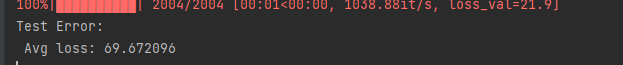 100%|██████████| 2004/2004 [00:01<00:00, 1038.88it/s, loss_val=21.9]
Test Error:
 Avg loss: 69.672096